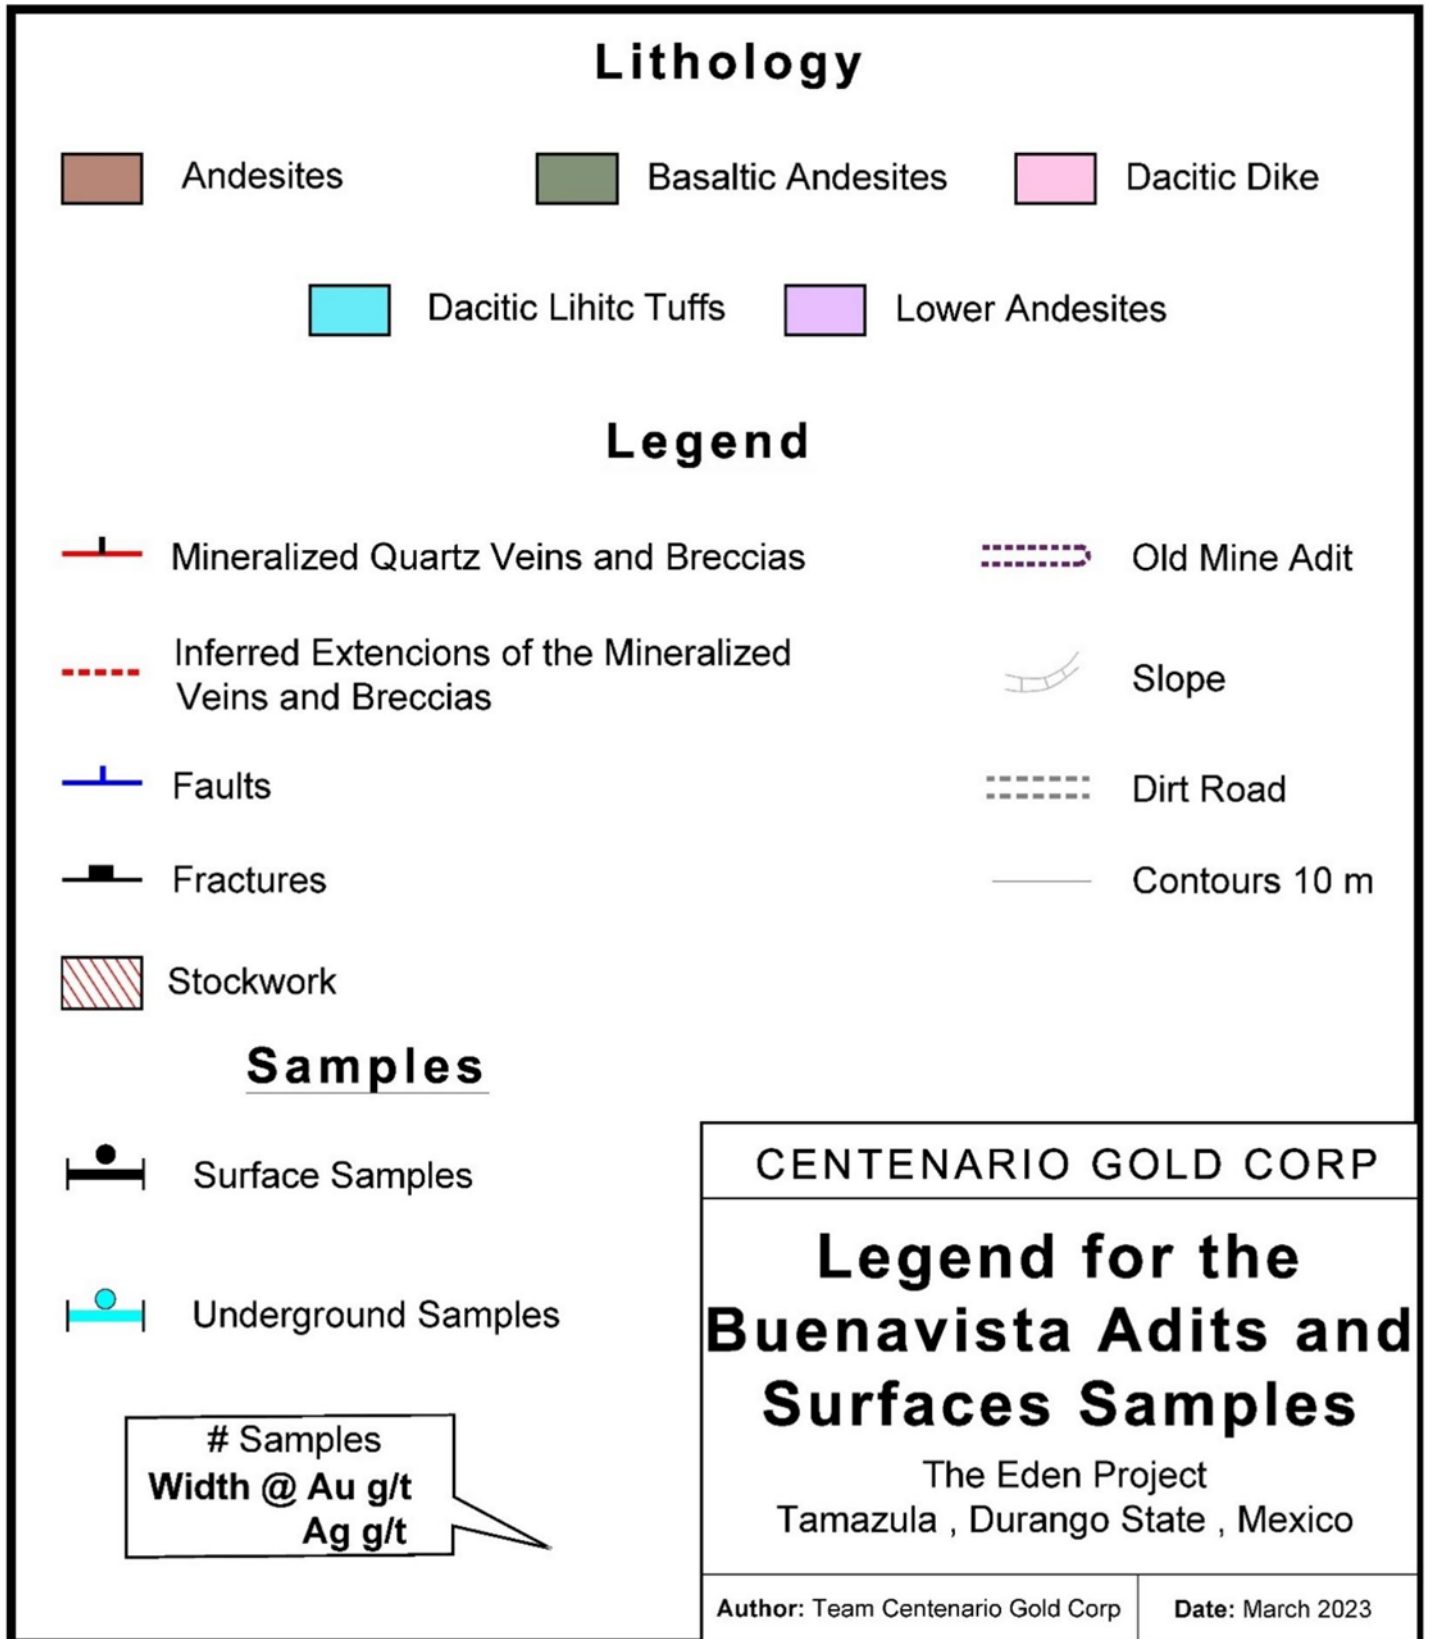 Lithology
Andesites
Basaltic Andesites
Dacitic Dike
Dacitic Lihitc Tuffs
Lower Andesites
Legend
Mineralized Quartz Veins and Breccias
Old Mine Adit
Inferred Extencions of the Mineralized
Veins and Breccias
Slope
Faults
Dirt Road
Fractures
Contours 10 m
Stockwork
Samples
Surface Samples
Underground Samples
# Samples
Width @ Au g/t
Ag g/t
CENTENARIO GOLD CORP
Legend for the
Buenavista Adits and
Surfaces Samples
The Eden Project
Tamazula , Durango State , Mexico
Author: Team Centenario Gold Corp
Date: March 2023